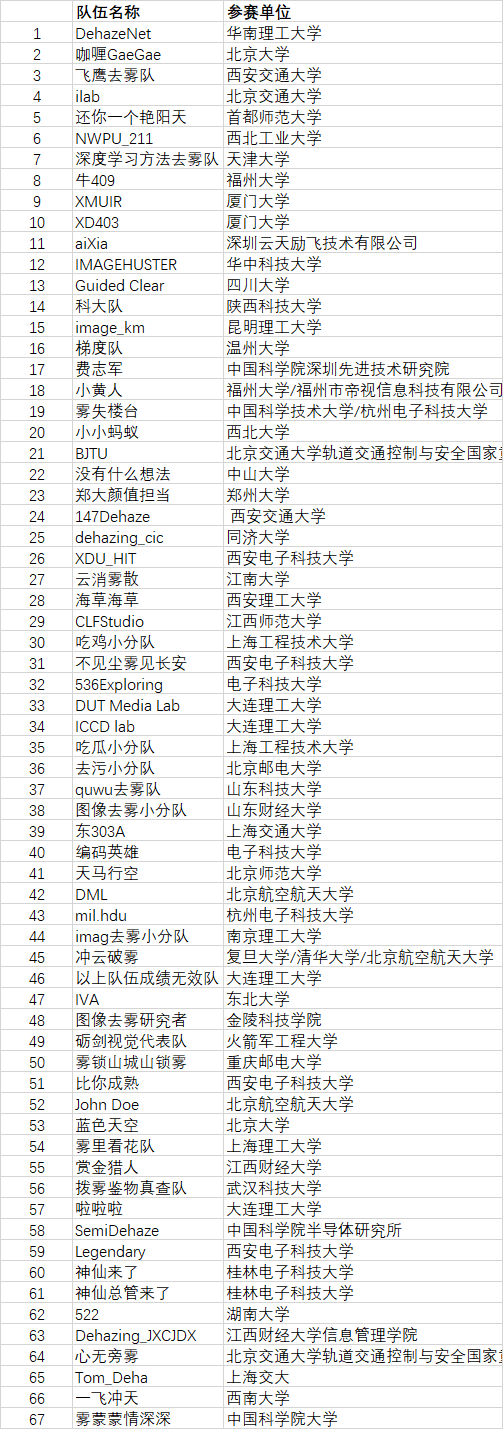 队伍名称 参赛单位
1 DehazeNet 华南理工大学
2 咖喱GaeGae 北京大学
3 飞鹰去雾队 西安交通大学
4 ilab 北京交通大学
5 还你一个艳阳天 首都师范大学
6 NWPU_211 西北工业大学
7 深度学习方法去雾队 天津大学
8 牛409 福州大学
9 XMUIR 厦门大学
10 XD403 厦门大学
11 aiXia 深圳云天励飞技术有限公司
12 IMAGEHUSTER 华中科技大学
13 Guided Clear 四川大学
14 科大队 陕西科技大学
15 image_km 昆明理工大学
16 梯度队 温州大学
17 费志军 中国科学院深圳先进技术研究院
18 小黄人 福州大学/福州市帝视信息科技有限公司
19 雾失楼台 中国科学技术大学/杭州电子科技大学
20 小小蚂蚁 西北大学
21 BJTU 北京交通大学轨道交通控制与安全国家
22 没有什么想法 中山大学
23 郑大颜值担当 郑州大学
24 147Dehaze 西安交通大学
25 dehazing_cic 同济大学
26 XDU_HIT 西安电子科技大学
27 云消雾散 江南大学
28 海草海草 西安理工大学
29 CLFStudio 江西师范大学
30 吃鸡小分队 上海工程技术大学
31 不见尘雾见长安 西安电子科技大学
32 536Exploring 电子科技大学
33 DUT Media Lab 大连理工大学
34 ICCD lab 大连理工大学
35 吃瓜小分队 上海工程技术大学
36 去污小分队 北京邮电大学
37 quwu去雾队 山东科技大学
38 图像去雾小分队 山东财经大学
39 东303A 上海交通大学
40 编码英雄 电子科技大学
41 天马行空 北京师范大学
42 DML 北京航空航天大学
43 mil.hdu 杭州电子科技大学
44 imag去雾小分队 南京理工大学
45 冲云破雾 复旦大学/清华大学/北京航空航天大学
46 以上队伍成绩无效队 大连理工大学
47 IVA 东北大学
48 图像去雾研究者 金陵科技学院
49 砺剑视觉代表队 火箭军工程大学
50 雾锁山城山锁雾 重庆邮电大学
51 比你成熟 西安电子科技大学
52 John Doe 北京航空航天大学
53 蓝色天空 北京大学
54 雾里看花队 上海理工大学
55 赏金猎人 江西财经大学
56 拨雾鉴物真查队 武汉科技大学
57 啦啦啦 大连理工大学
58 SemiDehaze 中国科学院半导体研究所
59 Legendary 西安电子科技大学
60 神仙来了 桂林电子科技大学
61 神仙总管来了 桂林电子科技大学
62 522 湖南大学
63 Dehazing_JXCJDX 江西财经大学信息管理学院
64 心无旁雾 北京交通大学轨道交通控制与安全国家
65 Tom_Deha 上海交大
66 一飞冲天 西南大学
67 雾蒙蒙情深深 中国科学院大学